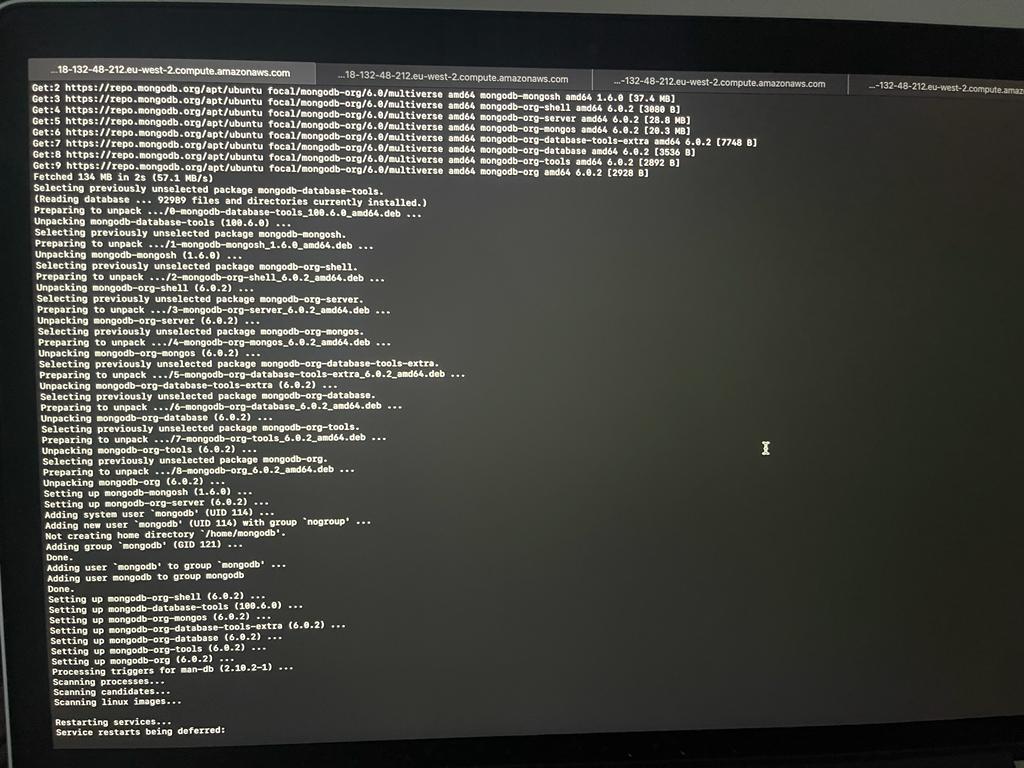 ...18-132-48-212.eu-west-2.compute.amazonaws.com
...18-132-48-212.eu-west-2.compute.amazonaws.com
...-132-48-212.eu-west-2.compute.amazonaws.com
...-132-48-212.eu-west-2.compute.amazonaws
Get:2 https://repo.mongodb.org/apt/ubuntu focal/mongodb-org/6.0/multiverse amd64 mongodb-mongosh amd64 1.6.0 [37.4 MB]
Get:3 https://repo.mongodb.org/apt/ubuntu focal/mongodb-org/6.0/multiverse amd64 mongodb-org-shell amd64 6.0.2 [3080 B]
Get:4 https://repo.mongodb.org/apt/ubuntu focal/mongodb-org/6.0/multiverse amd64 mongodb-org-server amd64 6.0.2 [28.8 MB]
Get:5 https://repo.mongodb.org/apt/ubuntu focal/mongodb-org/6.0/multiverse amd64 mongodb-org-mongos amd64 6.0.2 [20.3 MB]
Get:6 https://repo.mongodb.org/apt/ubuntu focal/mongodb-org/6.0/multiverse amd64 mongodb-org-database-tools-extra amd64 6.0.2 [7748 B]
Get:7 https://repo.mongodb.org/apt/ubuntu focal/mongodb-org/6.0/multiverse amd64 mongodb-org-database amd64 6.0.2 [3536 B]
Get:8 https://repo.mongodb.org/apt/ubuntu focal/mongodb-org/6.0/multiverse amd64 mongodb-org-tools amd64 6.0.2 [2892 B]
Get:9 https://repo.mongodb.org/apt/ubuntu focal/mongodb-org/6.0/multiverse amd64 mongodb-org amd64 6.0.2 [2928 B]
Fetched 134 MB in 2s (57.1 MB/s)
Selecting previously unselected package mongodb-database-tools.
(Reading database ... 92989 files and directories currently installed.)
Preparing to unpack .../0-mongodb-database-tools_100.6.0_amd64.deb ...
Unpacking mongodb-database-tools (100.6.0) ...
Selecting previously unselected package mongodb-mongosh.
Preparing to unpack .../1-mongodb-mongosh_1.6.0_amd64.deb ...
Unpacking mongodb-mongosh (1.6.0) ...
Selecting previously unselected package mongodb-org-shell.
Preparing to unpack .../2-mongodb-org-shell_6.0.2_amd64.deb ...
Unpacking mongodb-org-shell (6.0.2) ...
Selecting previously unselected package mongodb-org-server.
Preparing to unpack .../3-mongodb-org-server_6.0.2_amd64.deb ...
Unpacking mongodb-org-server (6.0.2) ...
Selecting previously unselected package mongodb-org-mongos.
Preparing to unpack .../4-mongodb-org-mongos_6.0.2_amd64.deb ...
Unpacking mongodb-org-mongos (6.0.2) ...
Selecting previously unselected package mongodb-org-database-tools-extra.
Preparing to unpack .../5-mongodb-org-database-tools-extra_6.0.2_amd64.deb ...
Unpacking mongodb-org-database-tools-extra (6.0.2) ...
Selecting previously unselected package mongodb-org-database.
Preparing to unpack .../6-mongodb-org-database_6.0.2_amd64.deb ...
Unpacking mongodb-org-database (6.0.2) ...
Selecting previously unselected package mongodb-org-tools.
Preparing to unpack .../7-mongodb-org-tools_6.0.2_amd64.deb ...
Unpacking mongodb-org-tools (6.0.2) ...
Selecting previously unselected package mongodb-org.
Preparing to unpack .../8-mongodb-org_6.0.2_amd64.deb ...
Unpacking mongodb-org (6.0.2) ...
Setting up mongodb-mongosh (1.6.0) ...
Setting up mongodb-org-server (6.0.2) ...
Adding system user `mongodb' (UID 114) ...
Adding new user `mongodb' (UID 114) with group `nogroup' ...
Not creating home directory `/home/mongodb'.
Adding group `mongodb' (GID 121) ...
Done.
Adding user `mongodb' to group `mongodb' ...
Adding user mongodb to group mongodb
Done.
Setting up mongodb-org-shell (6.0.2) ...
Setting up mongodb-database-tools (100.6.0) ...
Setting up mongodb-org-mongos (6.0.2) ...
Setting up mongodb-org-database-tools-extra (6.0.2) ...
Setting up mongodb-org-database (6.0.2) ...
Setting up mongodb-org-tools (6.0.2) ...
Setting up mongodb-org (6.0.2) ...
Processing triggers for man-db (2.10.2-1) ...
Scanning processes...
Scanning candidates...
Scanning linux images...
Restarting services...
Service restarts being deferred: